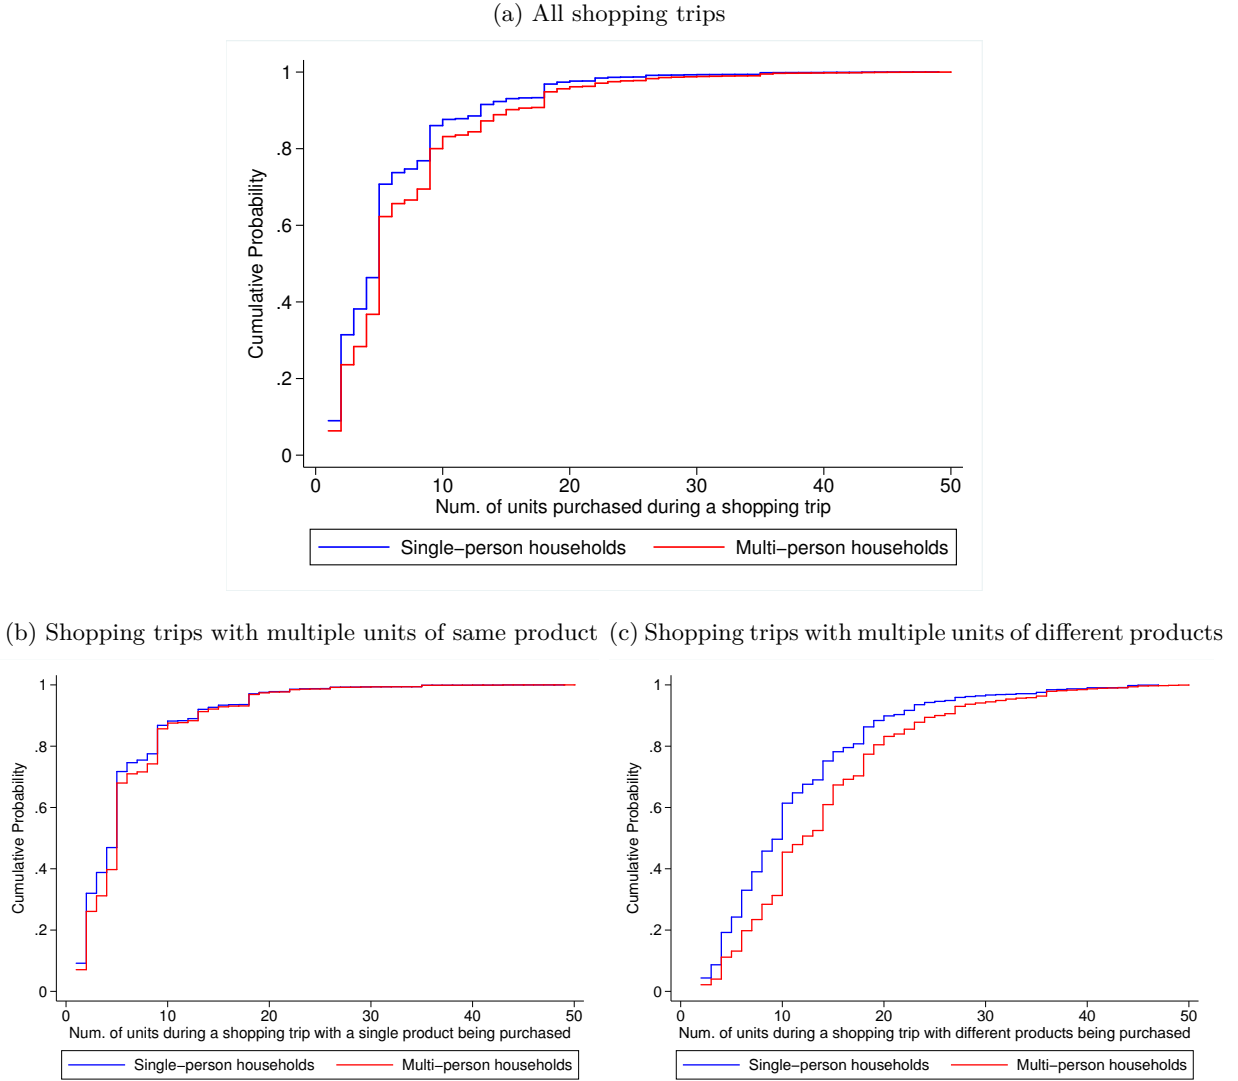 (a) All shopping trips
1
.8
.6
.4
.2
0
Cumulative Probability
0 10 20 30 40 50
Num. of units purchased during a shopping trip
Single−person households Multi−person households
(b) Shopping trips with multiple units of same product
1
.8
.6
.4
.2
0
Cumulative Probability
0 10 20 30 40 50
Num. of units during a shopping trip with a single product being purchased
Single−person households Multi−person households
(c) Shopping trips with multiple units of different products
1
.8
.6
.4
.2
0
Cumulative Probability
0 10 20 30 40 50
Num. of units during a shopping trip with different products being purchased
Single−person households Multi−person households